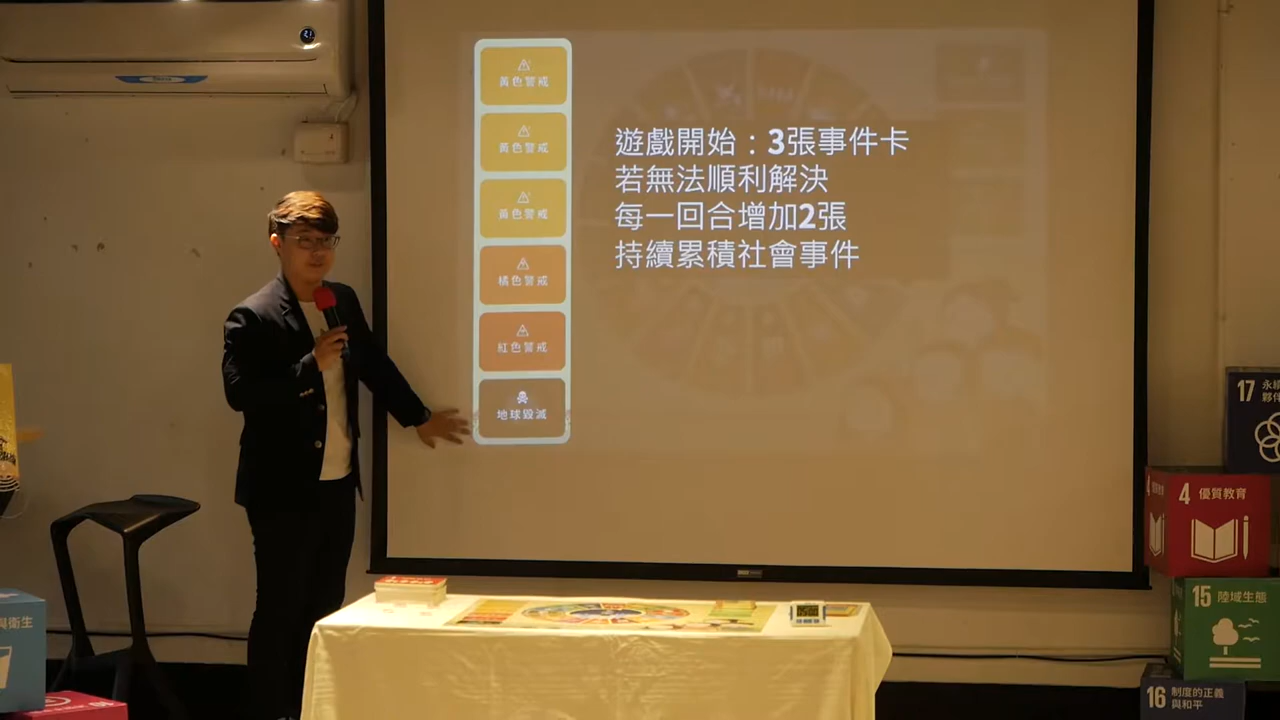 黃色警戒
黃色警戒
黃色警戒
橘色警戒
紅色警戒
地球毀滅
遊戲開始：3張事件卡
若無法順利解決
每一回合增加2張
持續累積社會事件
17
4 優質教育
15 陸域生態
16 制度的正義
與和平
與衛生